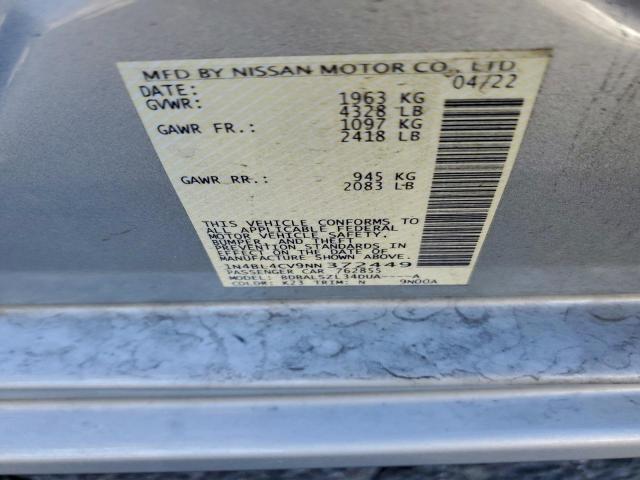 MFD BY NISSAN MOTOR CO., LTD.
DATE: 04/22
GVWR: 1963 KG
4328 LB
GAWR FR.: 1097 KG
2418 LB
GAWR RR.: 945 KG
2083 LB
THIS VEHICLE CONFORMS TO
ALL APPLICABLE FEDERAL
MOTOR VEHICLE SAFETY,
BUMPER, AND THEFT
PREVENTION STANDARDS IN
EFFECT ON THE DATE OF
MANUFACTURE SHOWN ABOVE.
1N4BL4CV9NN372449
PASSENGER CAR 762855
MODEL: BDBALSZL34DUA----A
COLOR: K23 TRIM: N 9N00A